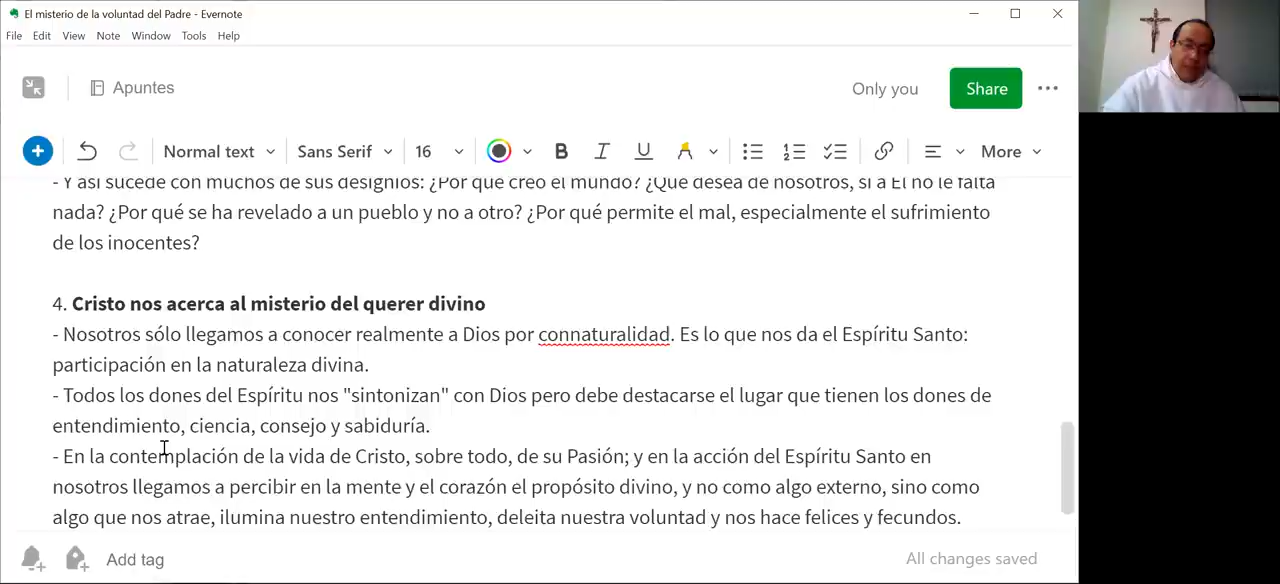 El misterio de la voluntad del Padre - Evernote
File Edit View Note Window Tools Help
Apuntes
Only you
Share
Normal text
Sans Serif
16
B I U
More
- Y así sucede con muchos de sus designios: ¿Por qué creó el mundo? ¿Qué desea de nosotros, si a Él no le falta
nada? ¿Por qué se ha revelado a un pueblo y no a otro? ¿Por qué permite el mal, especialmente el sufrimiento
de los inocentes?
4. Cristo nos acerca al misterio del querer divino
- Nosotros sólo llegamos a conocer realmente a Dios por connaturalidad. Es lo que nos da el Espíritu Santo:
participación en la naturaleza divina.
- Todos los dones del Espíritu nos "sintonizan" con Dios pero debe destacarse el lugar que tienen los dones de
entendimiento, ciencia, consejo y sabiduría.
- En la contemplación de la vida de Cristo, sobre todo, de su Pasión; y en la acción del Espíritu Santo en
nosotros llegamos a percibir en la mente y el corazón el propósito divino, y no como algo externo, sino como
algo que nos atrae, ilumina nuestro entendimiento, deleita nuestra voluntad y nos hace felices y fecundos.
Add tag
All changes saved